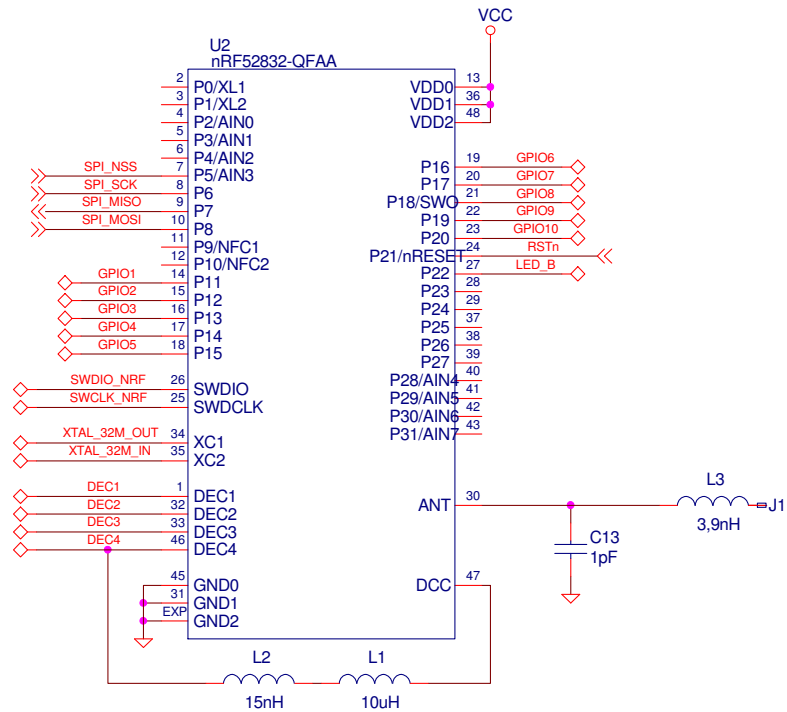 VCC
U2
nRF52832-QFAA
2 P0/XL1 VDD0 13
3 P1/XL2 VDD1 36
4 P2/AIN0 VDD2 48
5 P3/AIN1
6 P4/AIN2
SPI_NSS 7 P5/AIN3 P16 19 GPIO6
SPI_SCK 8 P6 P17 20 GPIO7
SPI_MISO 9 P7 P18/SWO 21 GPIO8
SPI_MOSI 10 P8 P19 22 GPIO9
11 P9/NFC1 P20 23 GPIO10
12 P10/NFC2 P21/nRESET 24 RSTn
GPIO1 14 P11 P22 27 LED_B
GPIO2 15 P12 P23 28
GPIO3 16 P13 P24 29
GPIO4 17 P14 P25 37
GPIO5 18 P15 P26 38
P27 39
SWDIO_NRF 26 SWDIO P28/AIN4 40
SWCLK_NRF 25 SWDCLK P29/AIN5 41
P30/AIN6 42
XTAL_32M_OUT 34 XC1 P31/AIN7 43
XTAL_32M_IN 35 XC2
DEC1 1 DEC1 ANT 30 L3 J1
DEC2 32 DEC2 3,9nH
DEC3 33 DEC3 C13
DEC4 46 DEC4 1pF
45 GND0 DCC 47
31 GND1
EXP GND2
L2 L1
15nH 10uH